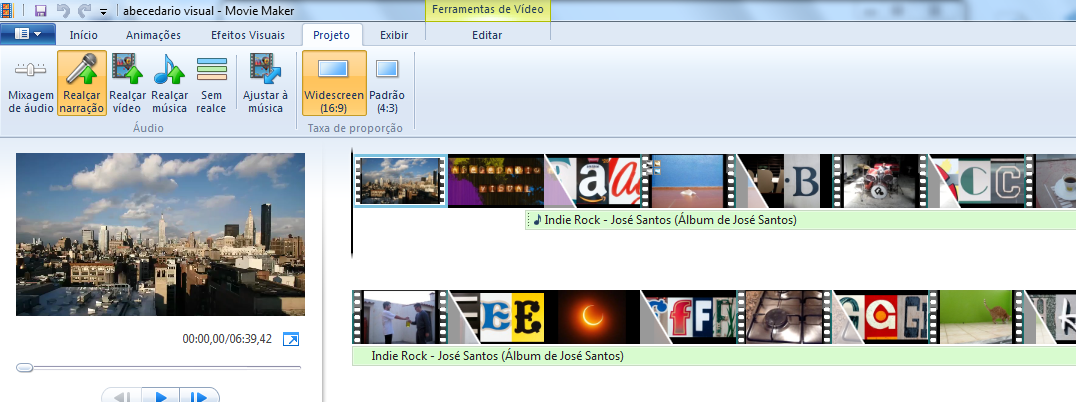 abecedario visual - Movie Maker
Ferramentas de Vídeo
Início
Animações
Efeitos Visuais
Projeto
Exibir
Editar
Mixagem
de áudio
Realçar
narração
Realçar
vídeo
Realçar
música
Sem
realce
Ajustar à
música
Widescreen
(16:9)
Padrão
(4:3)
Áudio
Taxa de proporção
ABECEDARIO
VISUAL
a a
B
C C
Indie Rock - José Santos (Álbum de José Santos)
00:00,00/06:39,42
E E
f f F
G G G
Indie Rock - José Santos (Álbum de José Santos)